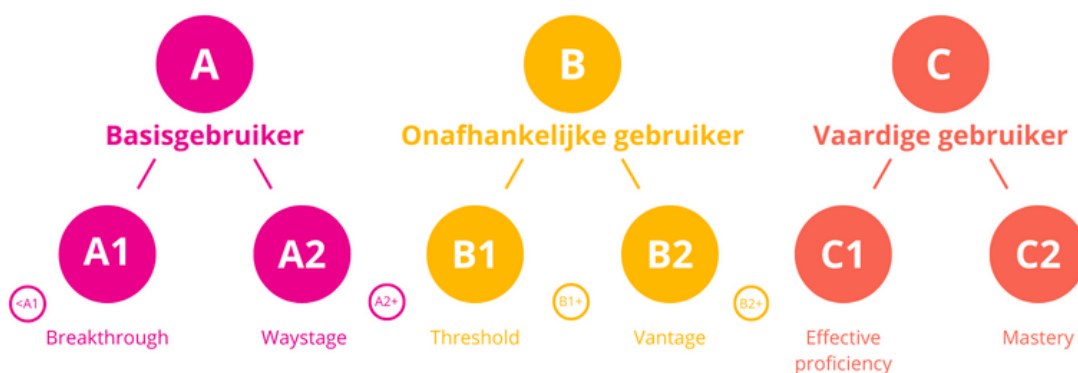 A
B
C
Basisgebruiker
Onafhankelijke gebruiker
Vaardige gebruiker
A1
A2
B1
B2
C1
C2
<A1
A2+
B1+
B2+
Breakthrough
Waystage
Threshold
Vantage
Effective
proficiency
Mastery